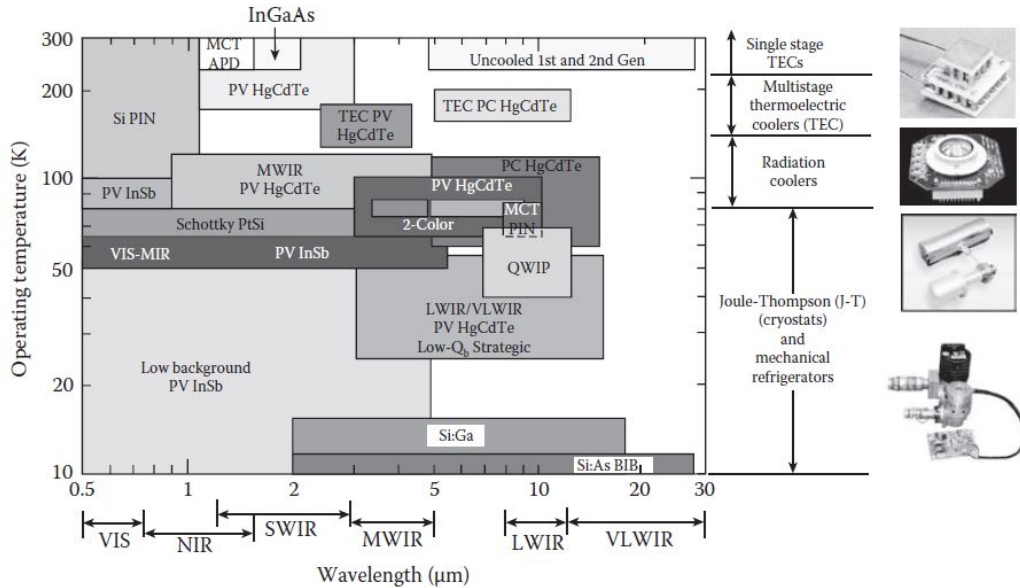 InGaAs
300
200
100
50
20
10
Operating temperature (K)
MCT
APD
PV HgCdTe
Uncooled 1st and 2nd Gen
Si PIN
TEC PV
HgCdTe
TEC PC HgCdTe
MWIR
PV HgCdTe
PC HgCdTe
PV InSb
PV HgCdTe
Schottky PtSi
2-Color
MCT
PIN
VIS-MIR
PV InSb
QWIP
LWIR/VLWIR
PV HgCdTe
Low-Qb Strategic
Low background
PV InSb
Si:Ga
Si:As BIB
0.5
1
2
5
10
20
30
VIS
NIR
SWIR
MWIR
LWIR
VLWIR
Wavelength (μm)
Single stage
TECs
Multistage
thermoelectric
coolers (TEC)
Radiation
coolers
Joule-Thompson (J-T)
(cryostats)
and
mechanical
refrigerators